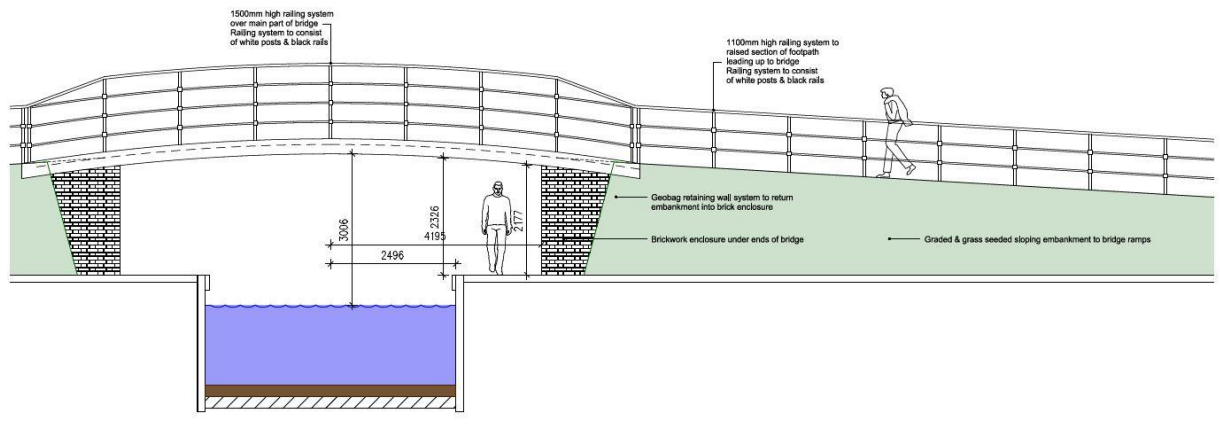 1500mm high railing system
over main part of bridge
Railing system to consist
of white posts & black rails
1100mm high railing system to
raised section of footpath
leading up to bridge
Railing system to consist
of white posts & black rails
Geobag retaining wall system to return
embankment into brick enclosure
3006
2326
4195
2177
2496
Brickwork enclosure under ends of bridge
Graded & grass seeded sloping embankment to bridge ramps